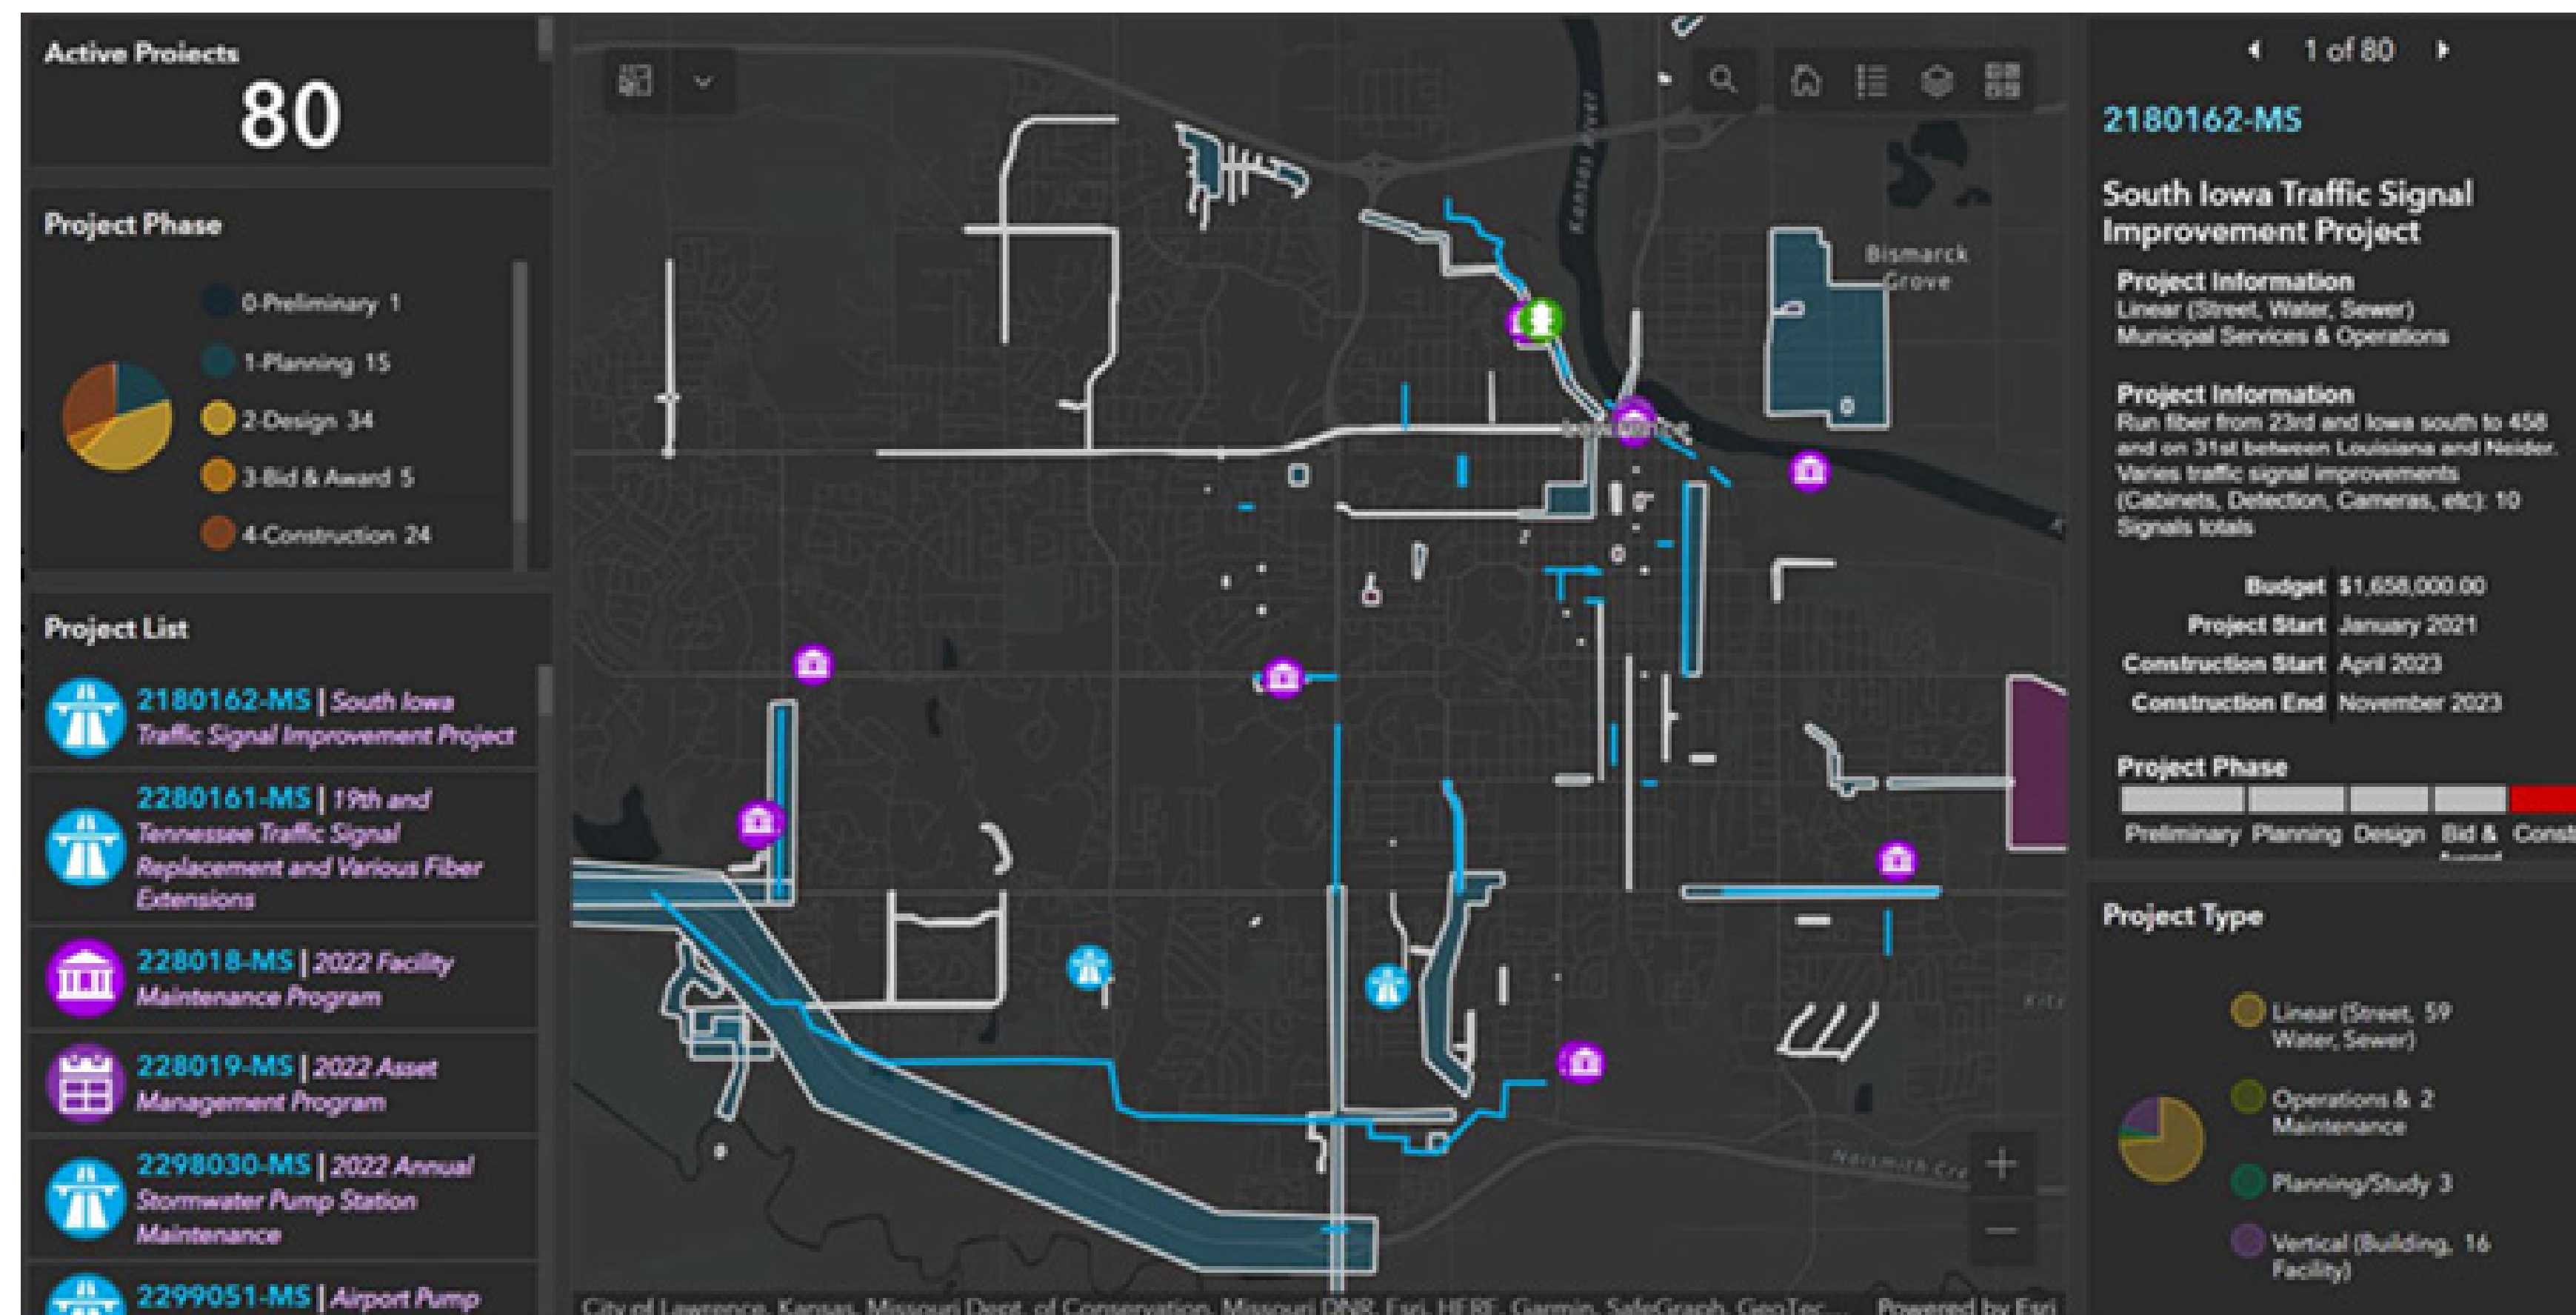 Active Projects
80
Project Phase
0-Preliminary 1
1-Planning 15
2-Design 34
3-Bid & Award 5
4-Construction 24
Project List
2180162-MS | South Iowa
Traffic Signal Improvement Project
2280161-MS | 19th and
Tennessee Traffic Signal
Replacement and Various Fiber
Extensions
228018-MS | 2022 Facility
Maintenance Program
228019-MS | 2022 Asset
Management Program
2298030-MS | 2022 Annual
Stormwater Pump Station
Maintenance
2299051-MS | Airport Pump
Kansas River
Bismarck
Grove
Naismith Cre
City of Lawrence, Kansas, Missouri Dept. of Conservation, Missouri DNR, Esri, HERE, Garmin, SafeGraph, GeoTec...
Powered by Esri
1 of 80
2180162-MS
South Iowa Traffic Signal
Improvement Project
Project Information
Linear (Street, Water, Sewer)
Municipal Services & Operations
Project Information
Run fiber from 23rd and Iowa south to 458
and on 31st between Louisiana and Neider.
Varies traffic signal improvements
(Cabinets, Detection, Cameras, etc): 10
Signals totals
Budget $1,658,000.00
Project Start January 2021
Construction Start April 2023
Construction End November 2023
Project Phase
Preliminary Planning Design Bid & Const
Project Type
Linear (Street, 59
Water, Sewer)
Operations & 2
Maintenance
Planning/Study 3
Vertical (Building, 16
Facility)